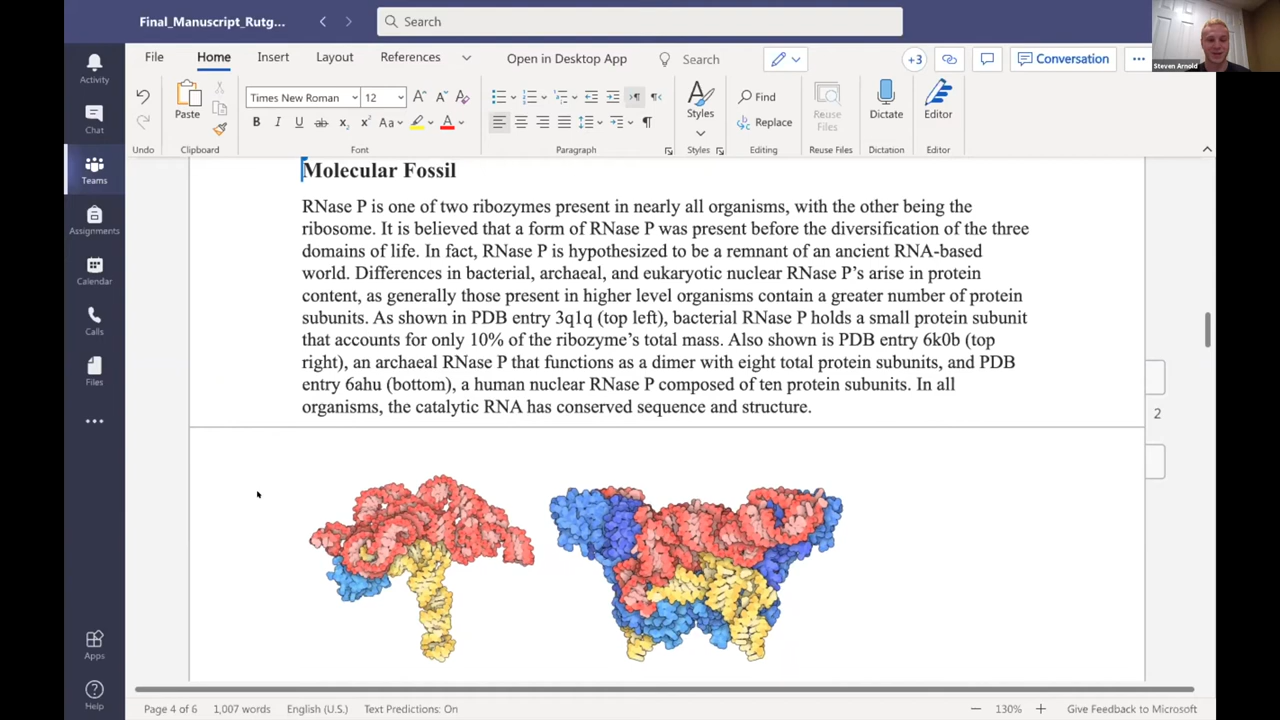 Final_Manuscript_Rutg...
Search
Steven Arnold
File
Home
Insert
Layout
References
Open in Desktop App
Search
+3
Conversation
Times New Roman
12
Paste
Styles
Find
Replace
Reuse
Files
Dictate
Editor
Undo
Clipboard
Font
Paragraph
Styles
Editing
Reuse Files
Dictation
Editor
Activity
Chat
Teams
Assignments
Calendar
Calls
Files
Apps
Help
Molecular Fossil
RNase P is one of two ribozymes present in nearly all organisms, with the other being the
ribosome. It is believed that a form of RNase P was present before the diversification of the three
domains of life. In fact, RNase P is hypothesized to be a remnant of an ancient RNA-based
world. Differences in bacterial, archaeal, and eukaryotic nuclear RNase P's arise in protein
content, as generally those present in higher level organisms contain a greater number of protein
subunits. As shown in PDB entry 3q1q (top left), bacterial RNase P holds a small protein subunit
that accounts for only 10% of the ribozyme's total mass. Also shown is PDB entry 6k0b (top
right), an archaeal RNase P that functions as a dimer with eight total protein subunits, and PDB
entry 6ahu (bottom), a human nuclear RNase P composed of ten protein subunits. In all
organisms, the catalytic RNA has conserved sequence and structure.
2
Page 4 of 6
1,007 words
English (U.S.)
Text Predictions: On
130%
Give Feedback to Microsoft